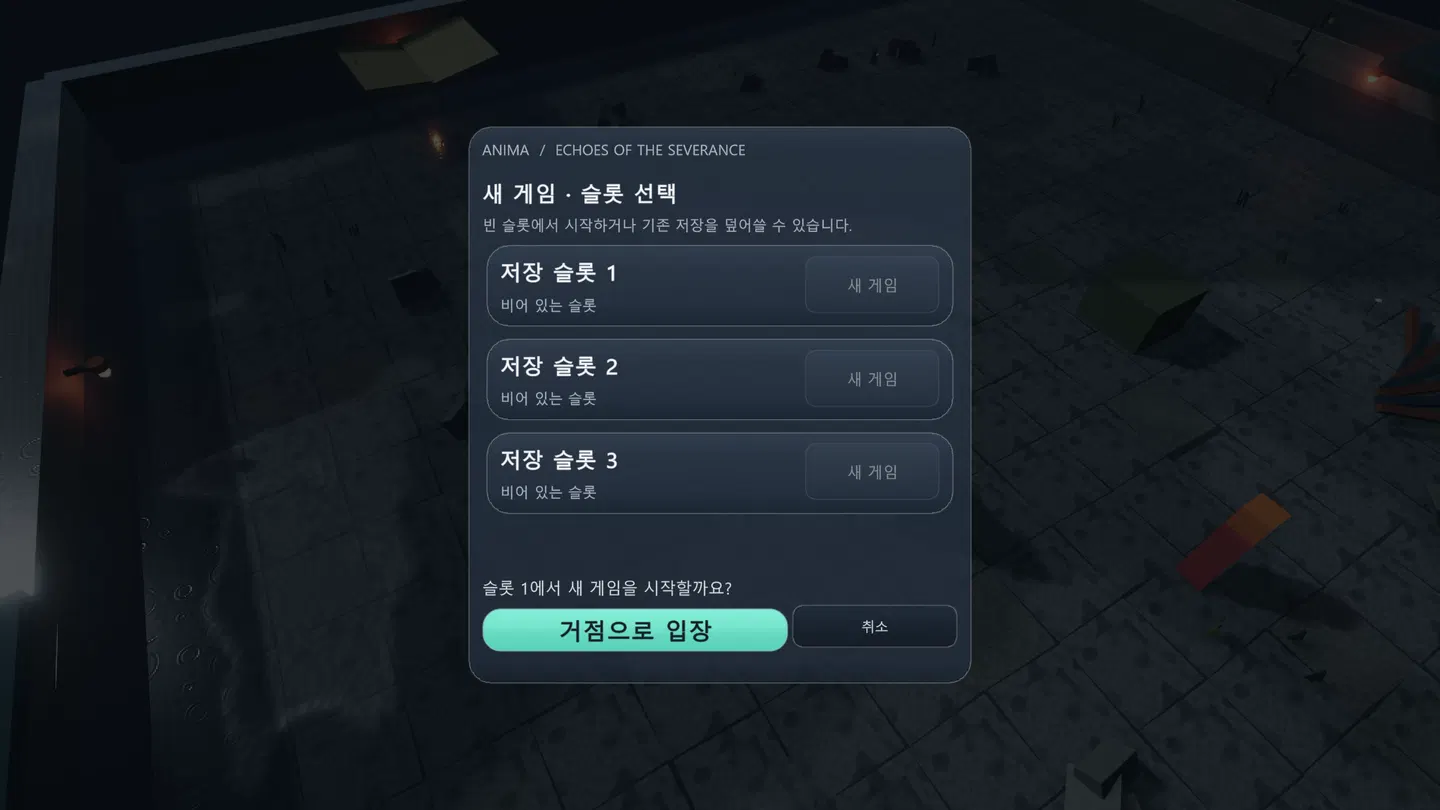 ANIMA / ECHOES OF THE SEVERANCE
새 게임 · 슬롯 선택
빈 슬롯에서 시작하거나 기존 저장을 덮어쓸 수 있습니다.
저장 슬롯 1
새 게임
비어 있는 슬롯
저장 슬롯 2
새 게임
비어 있는 슬롯
저장 슬롯 3
새 게임
비어 있는 슬롯
슬롯 1에서 새 게임을 시작할까요?
거점으로 입장
취소